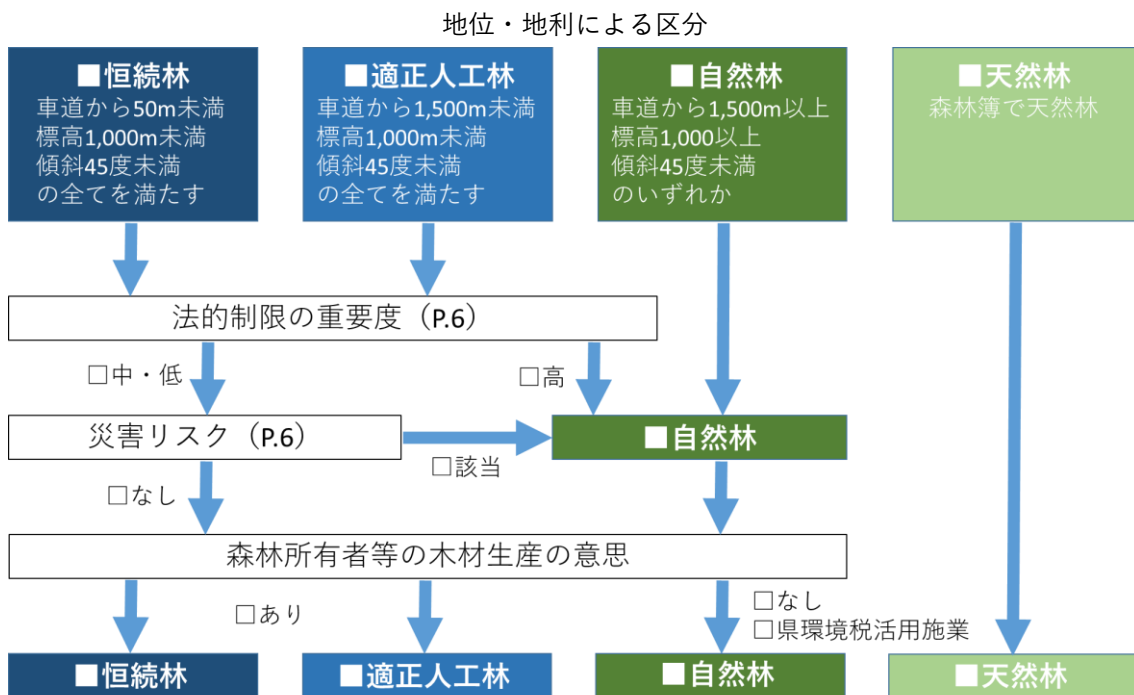 地位・地利による区分
■恒続林
車道から50m未満
標高1,000m未満
傾斜45度未満
の全てを満たす
■適正人工林
車道から1,500m未満
標高1,000m未満
傾斜45度未満
の全てを満たす
■自然林
車道から1,500m以上
標高1,000以上
傾斜45度未満
のいずれか
■天然林
森林簿で天然林
法的制限の重要度（P.6）
□中・低
□高
災害リスク（P.6）
□該当
■自然林
□なし
森林所有者等の木材生産の意思
□あり
□なし
□県環境税活用施業
■恒続林
■適正人工林
■自然林
■天然林